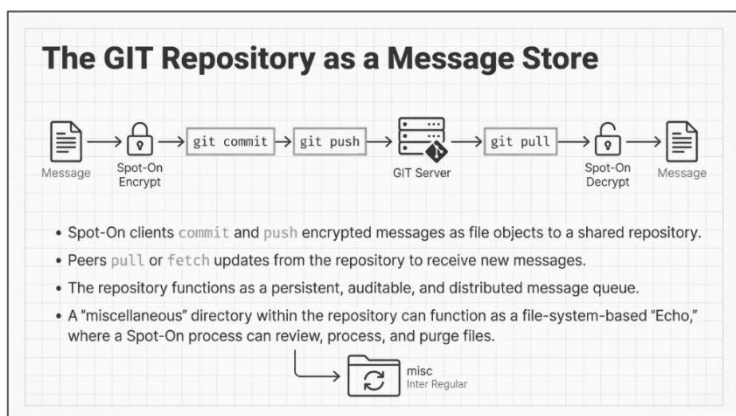 The GIT Repository as a Message Store
Message
Spot-On
Encrypt
git commit
git push
GIT Server
git pull
Spot-On
Decrypt
Message
• Spot-On clients commit and push encrypted messages as file objects to a shared repository.
• Peers pull or fetch updates from the repository to receive new messages.
• The repository functions as a persistent, auditable, and distributed message queue.
• A "miscellaneous" directory within the repository can function as a file-system-based "Echo,"
where a Spot-On process can review, process, and purge files.
misc
Inter Regular